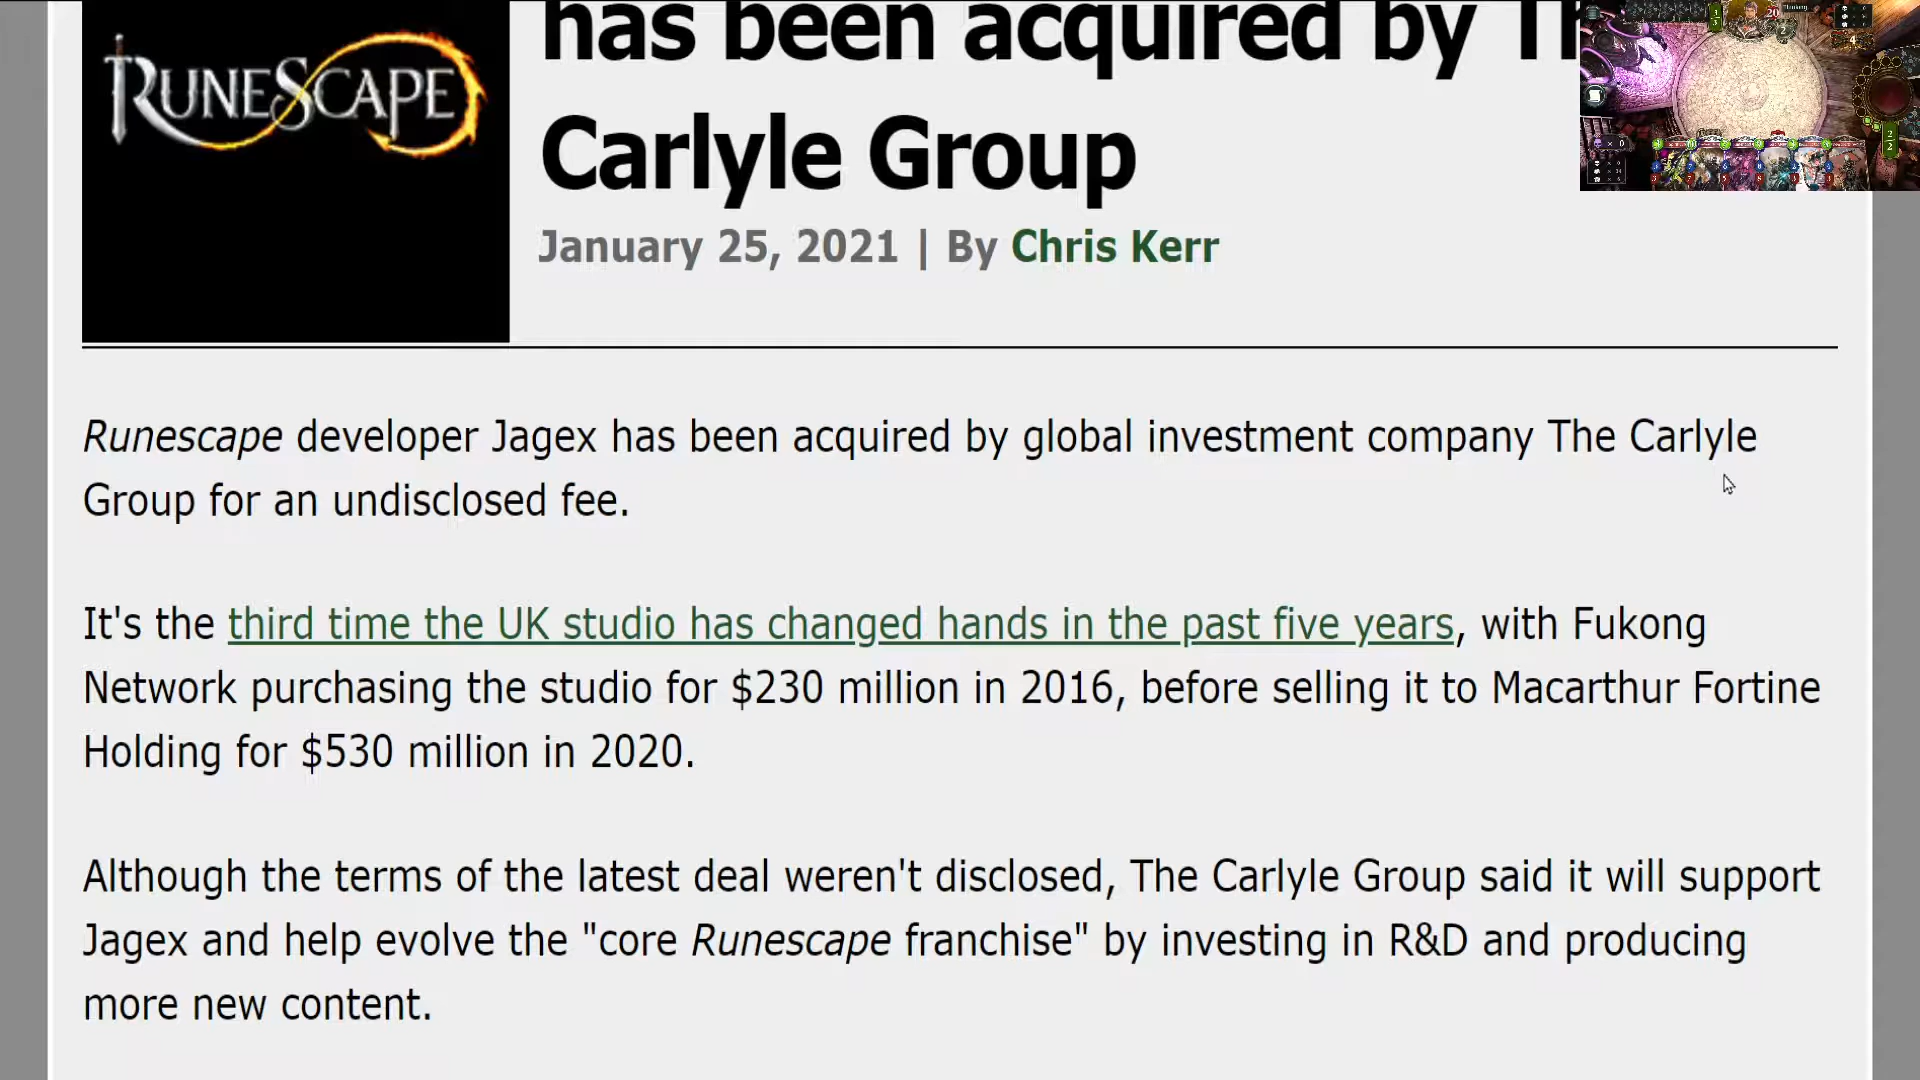 has been acquired by
RUNESCAPE
Carlyle Group
January 25, 2021 | By Chris Kerr
Runescape developer Jagex has been acquired by global investment company The Carlyle
Group for an undisclosed fee.
It's the third time the UK studio has changed hands in the past five years, with Fukong
Network purchasing the studio for $230 million in 2016, before selling it to Macarthur Fortine
Holding for $530 million in 2020.
Although the terms of the latest deal weren't disclosed, The Carlyle Group said it will support
Jagex and help evolve the "core Runescape franchise" by investing in R&D and producing
more new content.